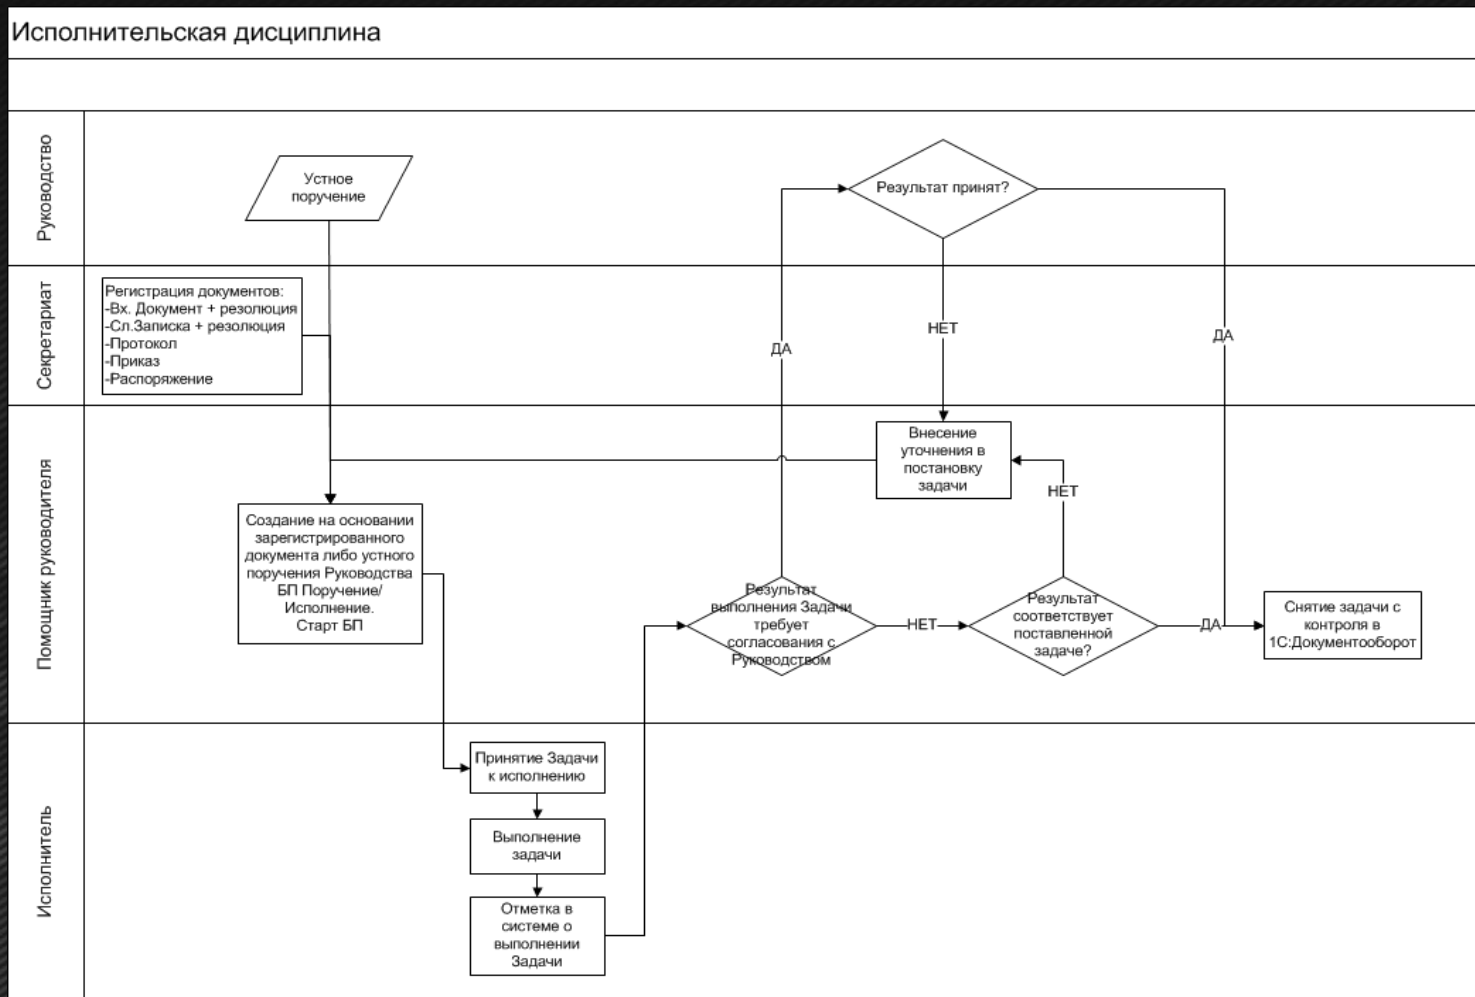 Исполнительская дисциплина
Руководство
Устное
поручение
Результат принят?
Секретариат
Регистрация документов:
-Вх. Документ + резолюция
-Сл.Записка + резолюция
-Протокол
-Приказ
-Распоряжение
ДА
НЕТ
ДА
Помощник руководителя
Внесение
уточнения в
постановку
задачи
НЕТ
Создание на основании
зарегистрированного
документа либо устного
поручения Руководства
БП Поручение/
Исполнение.
Старт БП
Результат
выполнения Задачи
требует
согласования с
Руководством
НЕТ
Результат
соответствует
поставленной
задаче?
ДА
Снятие задачи с
контроля в
1С:Документооборот
Исполнитель
Принятие Задачи
к исполнению
Выполнение
задачи
Отметка в
системе о
выполнении
Задачи